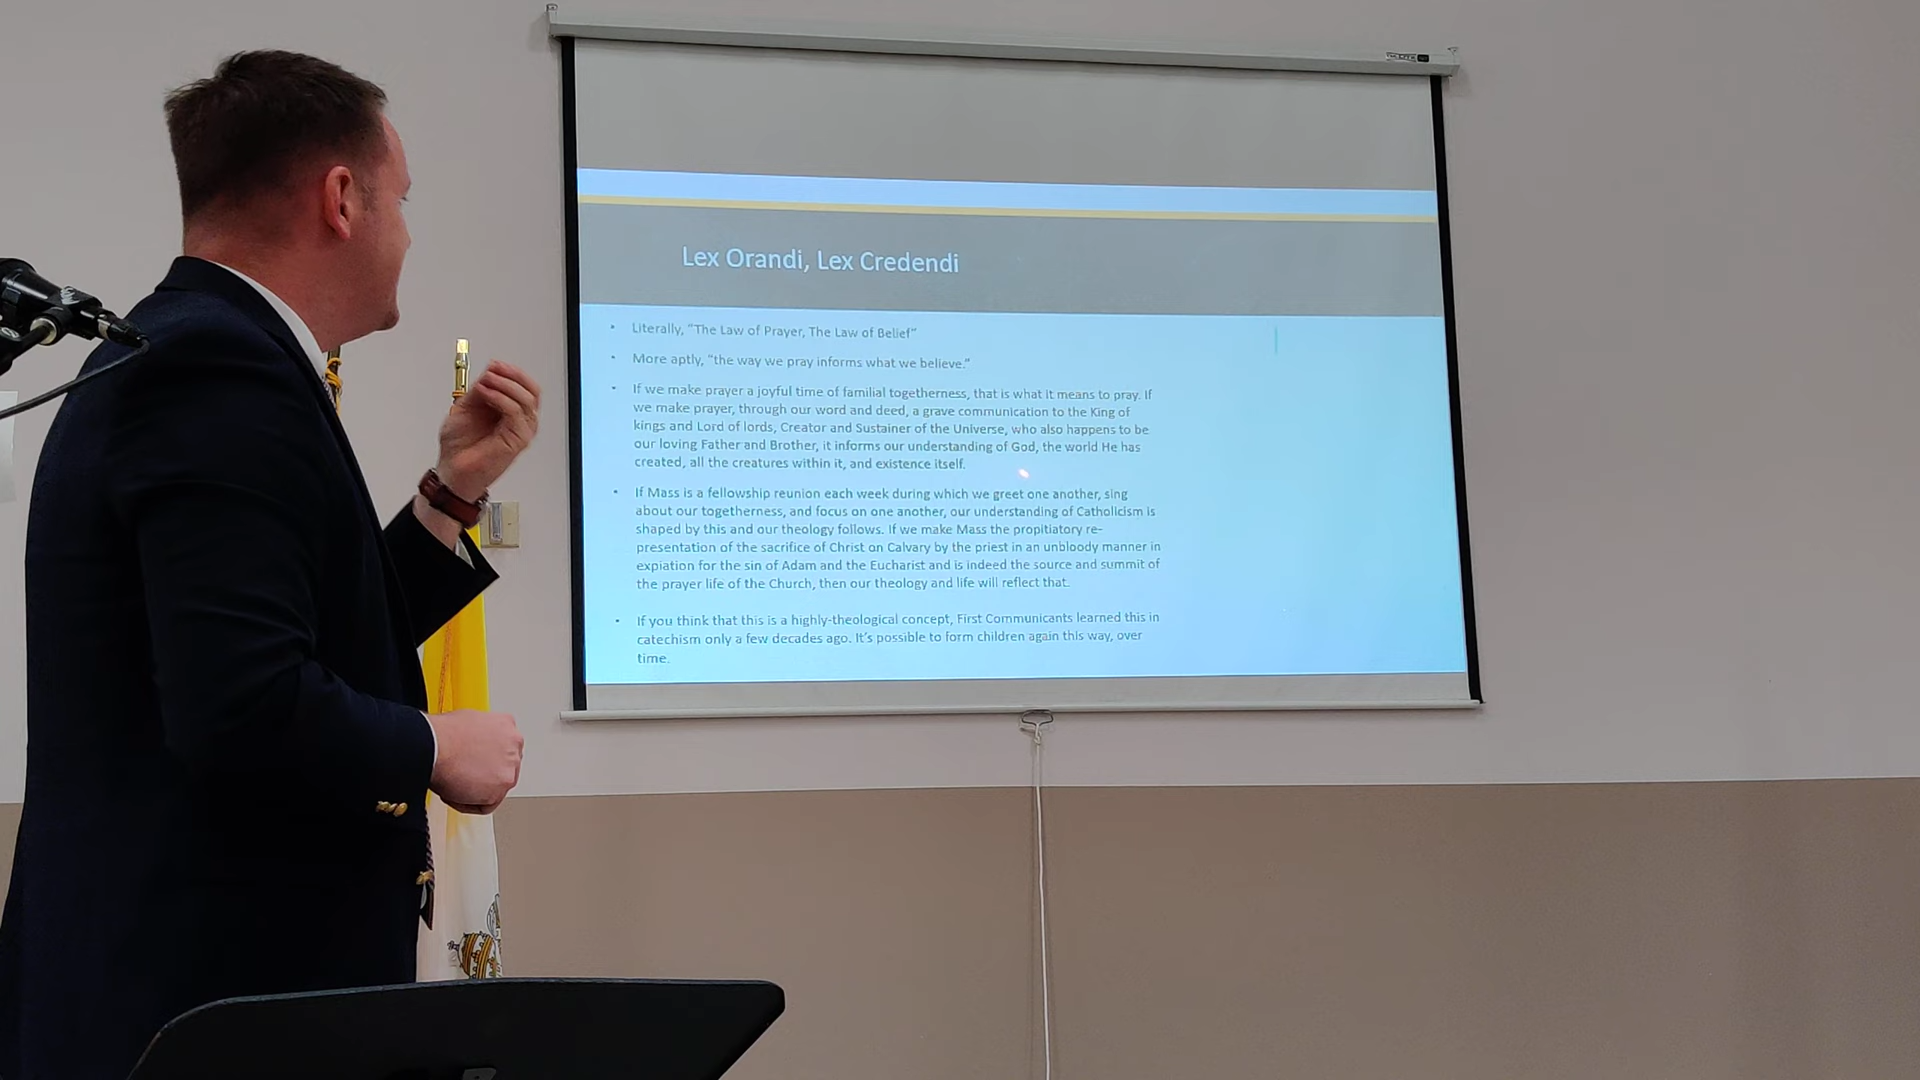 Lex Orandi, Lex Credendi
• Literally, "The Law of Prayer, The Law of Belief"
• More aptly, "the way we pray informs what we believe."
• If we make prayer a joyful time of familial togetherness, that is what it means to pray. If
we make prayer, through our word and deed, a grave communication to the King of
kings and Lord of lords, Creator and Sustainer of the Universe, who also happens to be
our loving Father and Brother, it informs our understanding of God, the world He has
created, all the creatures within it, and existence itself.
• If Mass is a fellowship reunion each week during which we greet one another, sing
about our togetherness, and focus on one another, our understanding of Catholicism is
shaped by this and our theology follows. If we make Mass the propitiatory re-
presentation of the sacrifice of Christ on Calvary by the priest in an unbloody manner in
expiation for the sin of Adam and the Eucharist and is indeed the source and summit of
the prayer life of the Church, then our theology and life will reflect that.
• If you think that this is a highly-theological concept, First Communicants learned this in
catechism only a few decades ago. It's possible to form children again this way, over
time.